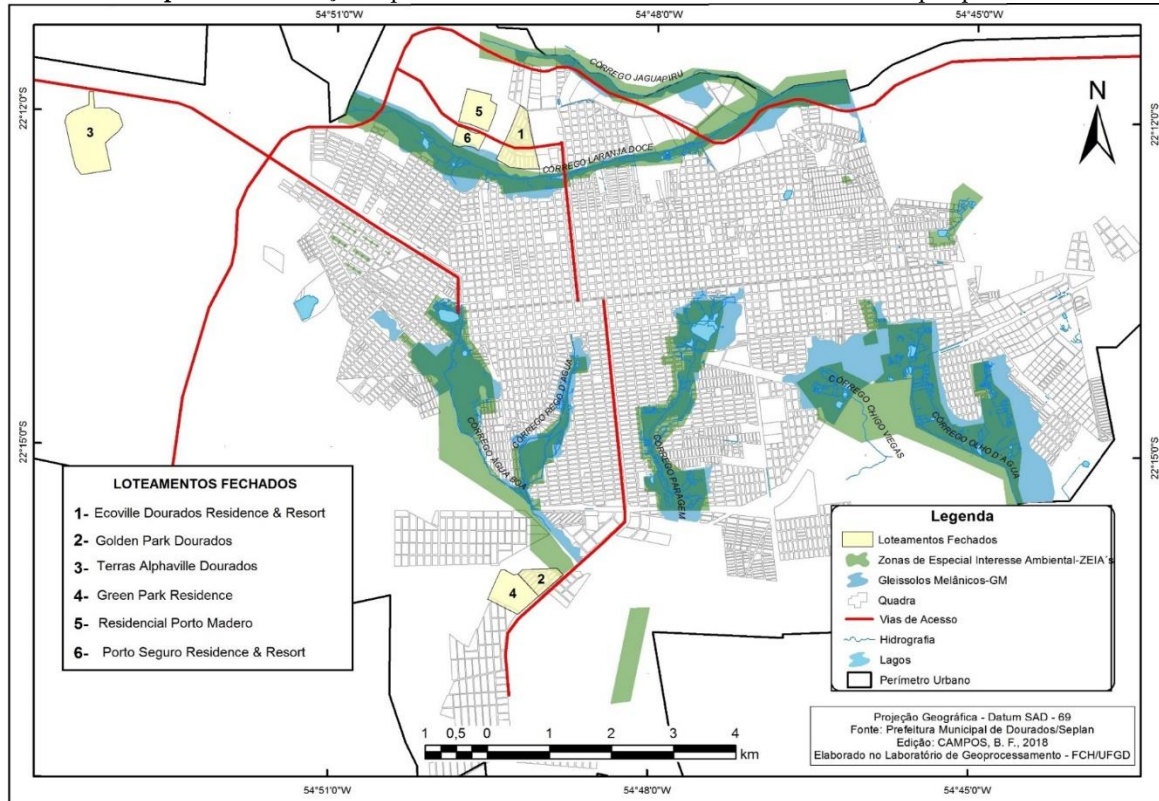 54°51'0"W 54°48'0"W 54°45'0"W
22°12'0"S
22°12'0"S
N
CÓRREGO JAGUAPIRU
CÓRREGO LARANJA DOCE
3
5
6
1
CÓRREGO REGO D'AGUA
CÓRREGO ÁGUA BOA
CÓRREGO PARAGEM
CÓRREGO CHICO VIEGAS
CÓRREGO OLHO D'AGUA
22°15'0"S
22°15'0"S
2
4
LOTEAMENTOS FECHADOS
1- Ecoville Dourados Residence & Resort
2- Golden Park Dourados
3- Terras Alphaville Dourados
4- Green Park Residence
5- Residencial Porto Madero
6- Porto Seguro Residence & Resort
Legenda
Loteamentos Fechados
Zonas de Especial Interesse Ambiental-ZEIA's
Gleissolos Melânicos-GM
Quadra
Vias de Acesso
Hidrografia
Lagos
Perímetro Urbano
1 0,5 0 1 2 3 4
km
Projeção Geográfica - Datum SAD - 69
Fonte: Prefeitura Municipal de Dourados/Seplan
Edição: CAMPOS, B. F., 2018
Elaborado no Laboratório de Geoprocessamento - FCH/UFGD
54°51'0"W 54°48'0"W 54°45'0"W